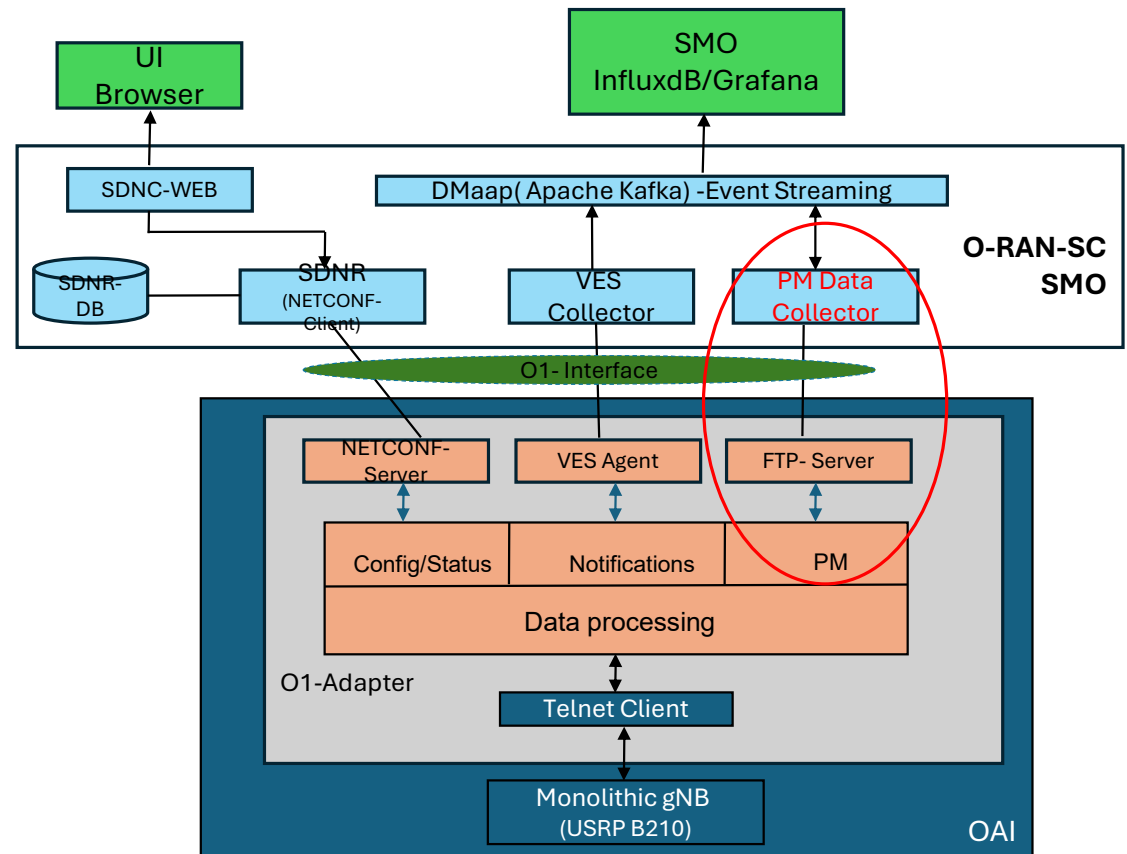 UI
Browser
SMO
InfluxdB/Grafana
SDNC-WEB
DMaap( Apache Kafka) -Event Streaming
O-RAN-SC
SMO
SDNR-
DB
SDNR
(NETCONF-
Client)
VES
Collector
PM Data
Collector
O1- Interface
NETCONF-
Server
VES Agent
FTP- Server
Config/Status
Notifications
PM
Data processing
O1-Adapter
Telnet Client
Monolithic gNB
(USRP B210)
OAI